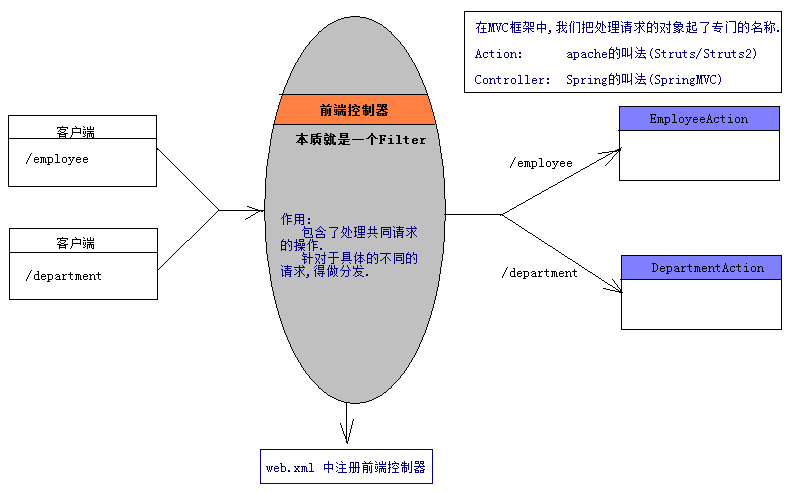 在MVC框架中,我们把处理请求的对象起了专门的名称.
Action: apache的叫法(Struts/Struts2)
Controller: Spring的叫法(SpringMVC)
客户端
/employee
客户端
/department
前端控制器
本质就是一个Filter
作用:
包含了处理共同请求
的操作.
针对于具体的不同的
请求,得做分发.
/employee
EmployeeAction
/department
DepartmentAction
web.xml 中注册前端控制器